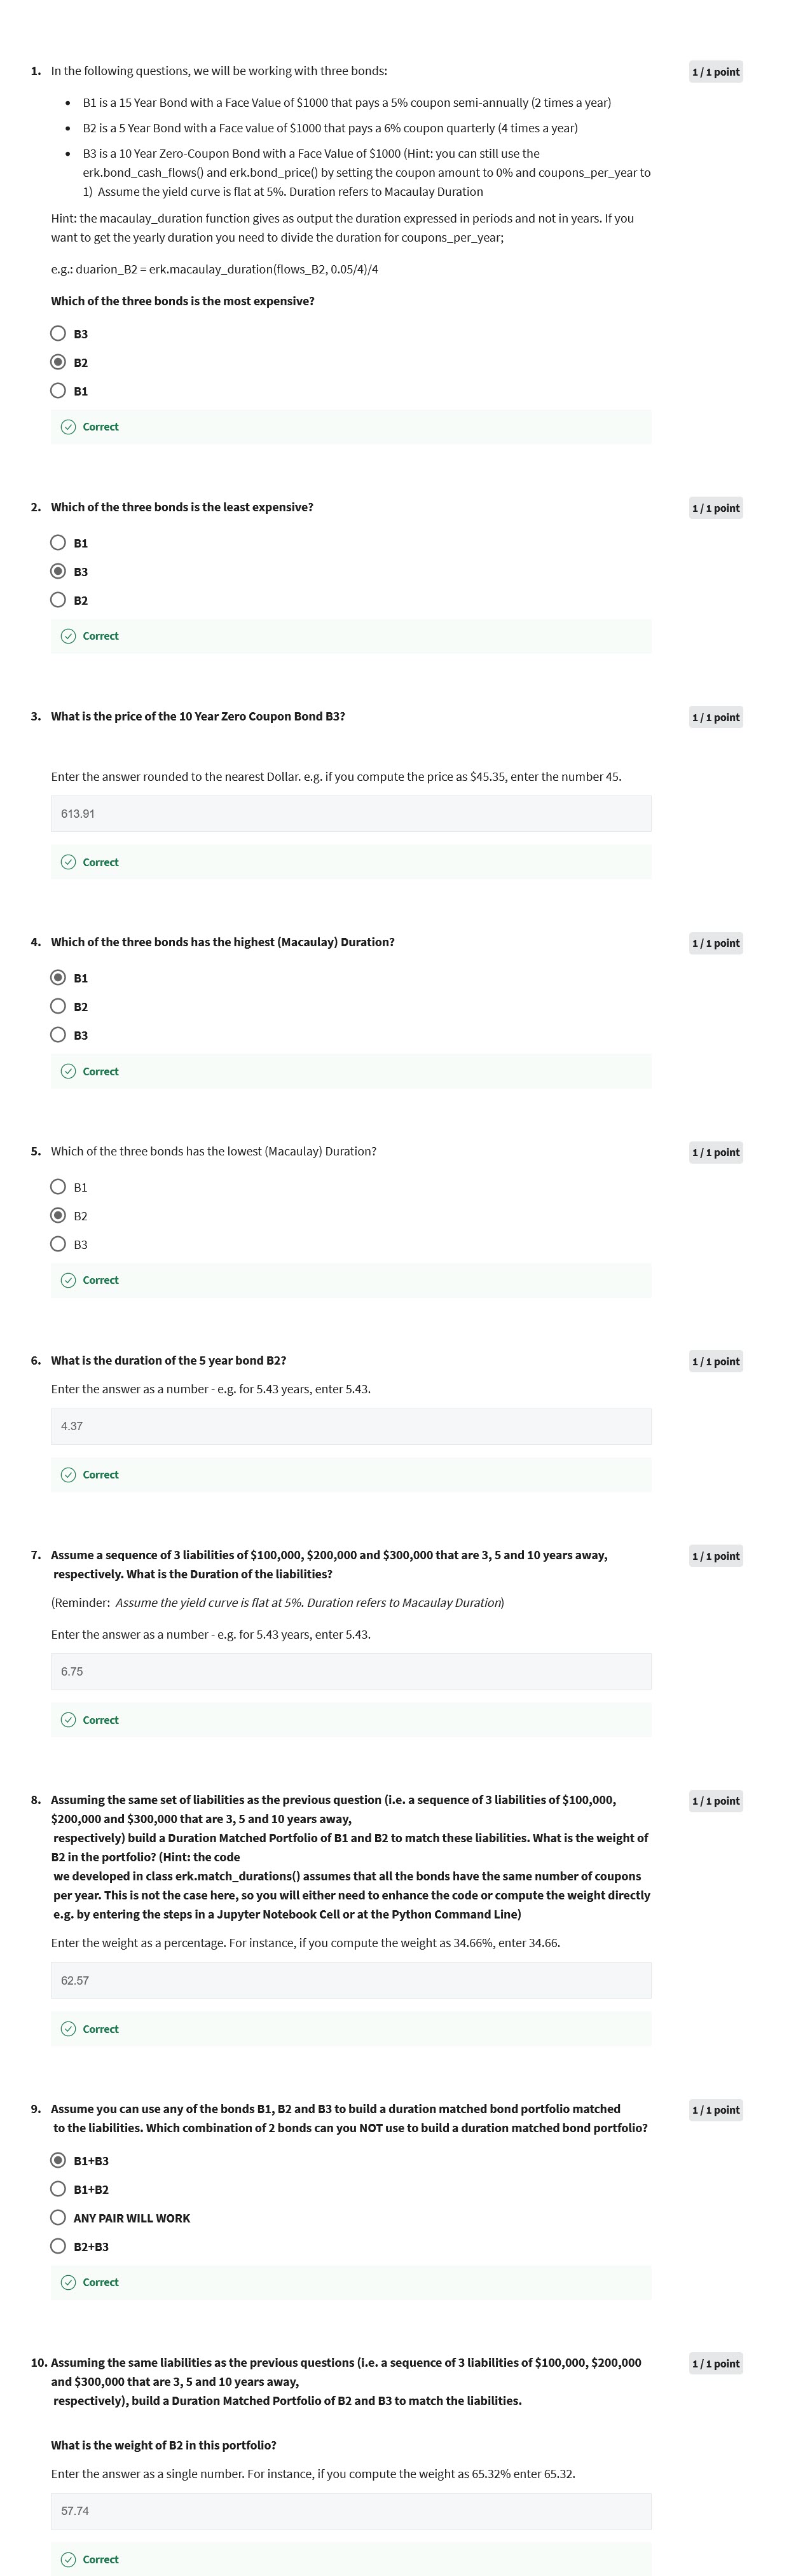 1. In the following questions, we will be working with three bonds:
1 / 1 point
• B1 is a 15 Year Bond with a Face Value of $1000 that pays a 5% coupon semi-annually (2 times a year)
• B2 is a 5 Year Bond with a Face value of $1000 that pays a 6% coupon quarterly (4 times a year)
• B3 is a 10 Year Zero-Coupon Bond with a Face Value of $1000 (Hint: you can still use the
erk.bond_cash_flows() and erk.bond_price() by setting the coupon amount to 0% and coupons_per_year to
1) Assume the yield curve is flat at 5%. Duration refers to Macaulay Duration
Hint: the macaulay_duration function gives as output the duration expressed in periods and not in years. If you
want to get the yearly duration you need to divide the duration for coupons_per_year;
e.g.: duarion_B2 = erk.macaulay_duration(flows_B2, 0.05/4)/4
Which of the three bonds is the most expensive?
B3
B2
B1
Correct
2. Which of the three bonds is the least expensive?
1 / 1 point
B1
B3
B2
Correct
3. What is the price of the 10 Year Zero Coupon Bond B3?
1 / 1 point
Enter the answer rounded to the nearest Dollar. e.g. if you compute the price as $45.35, enter the number 45.
613.91
Correct
4. Which of the three bonds has the highest (Macaulay) Duration?
1 / 1 point
B1
B2
B3
Correct
5. Which of the three bonds has the lowest (Macaulay) Duration?
1 / 1 point
B1
B2
B3
Correct
6. What is the duration of the 5 year bond B2?
1 / 1 point
Enter the answer as a number - e.g. for 5.43 years, enter 5.43.
4.37
Correct
7. Assume a sequence of 3 liabilities of $100,000, $200,000 and $300,000 that are 3, 5 and 10 years away,
1 / 1 point
respectively. What is the Duration of the liabilities?
(Reminder: Assume the yield curve is flat at 5%. Duration refers to Macaulay Duration)
Enter the answer as a number - e.g. for 5.43 years, enter 5.43.
6.75
Correct
8. Assuming the same set of liabilities as the previous question (i.e. a sequence of 3 liabilities of $100,000,
1 / 1 point
$200,000 and $300,000 that are 3, 5 and 10 years away,
respectively) build a Duration Matched Portfolio of B1 and B2 to match these liabilities. What is the weight of
B2 in the portfolio? (Hint: the code
we developed in class erk.match_durations() assumes that all the bonds have the same number of coupons
per year. This is not the case here, so you will either need to enhance the code or compute the weight directly
e.g. by entering the steps in a Jupyter Notebook Cell or at the Python Command Line)
Enter the weight as a percentage. For instance, if you compute the weight as 34.66%, enter 34.66.
62.57
Correct
9. Assume you can use any of the bonds B1, B2 and B3 to build a duration matched bond portfolio matched
1 / 1 point
to the liabilities. Which combination of 2 bonds can you NOT use to build a duration matched bond portfolio?
B1+B3
B1+B2
ANY PAIR WILL WORK
B2+B3
Correct
10. Assuming the same liabilities as the previous questions (i.e. a sequence of 3 liabilities of $100,000, $200,000
1 / 1 point
and $300,000 that are 3, 5 and 10 years away,
respectively), build a Duration Matched Portfolio of B2 and B3 to match the liabilities.
What is the weight of B2 in this portfolio?
Enter the answer as a single number. For instance, if you compute the weight as 65.32% enter 65.32.
57.74
Correct